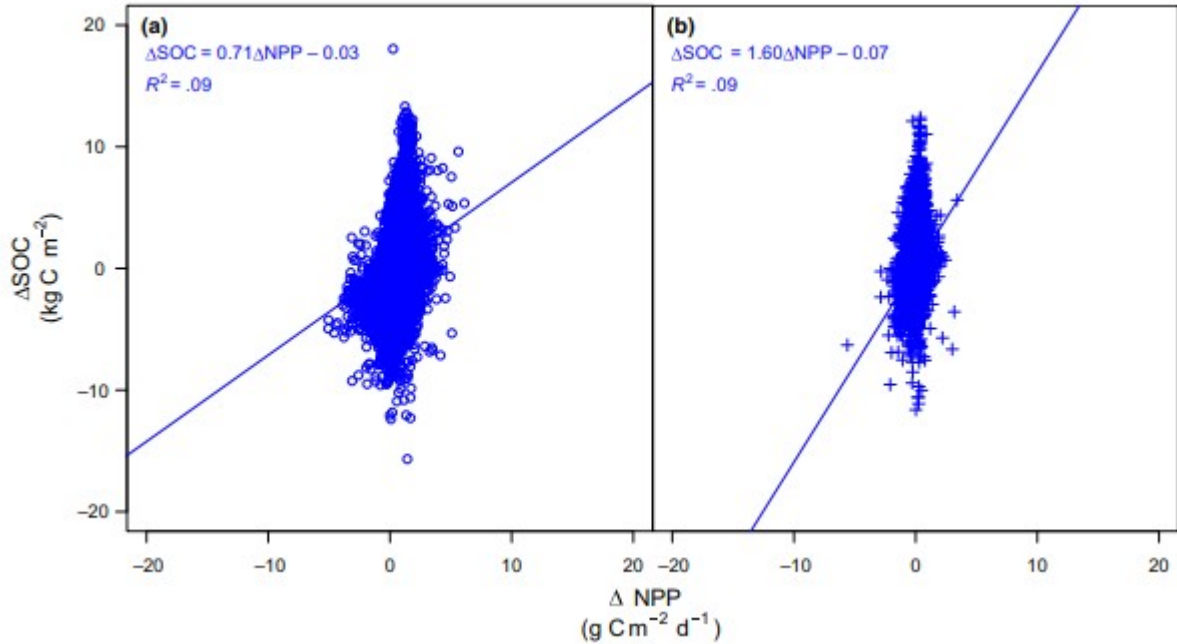 (a)
ΔSOC = 0.71ΔNPP – 0.03
R² = .09
(b)
ΔSOC = 1.60ΔNPP – 0.07
R² = .09
20
10
0
–10
–20
ΔSOC
(kg C m⁻²)
–20 –10 0 10 20
–20 –10 0 10 20
Δ NPP
(g C m⁻² d⁻¹)